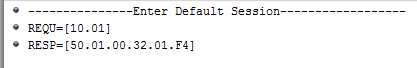 ---------------Enter Default Session------------------
REQU=[10.01]
RESP=[50.01.00.32.01.F4]